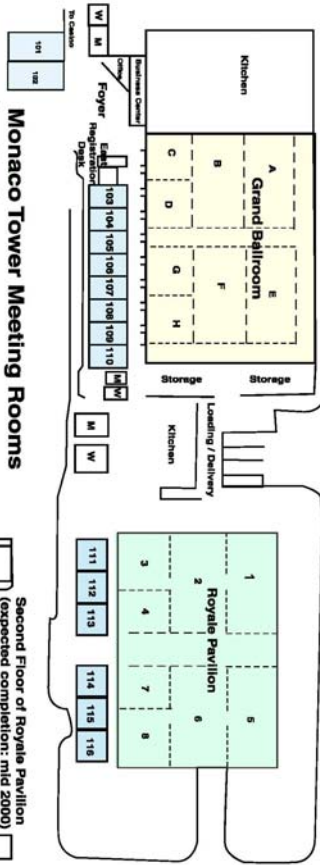 To Casino
101
102
W
M
Office
Business Center
Foyer
East
Registration
Desk
Kitchen
Grand Ballroom
A
B
C
D
E
F
G
H
103
104
105
106
107
108
109
110
M
W
M
W
Storage
Storage
Loading / Delivery
Kitchen
Royale Pavilion
1
2
3
4
5
6
7
8
111
112
113
114
115
116
Monaco Tower Meeting Rooms
Second Floor of Royale Pavilion
(expected completion: mid 2000)